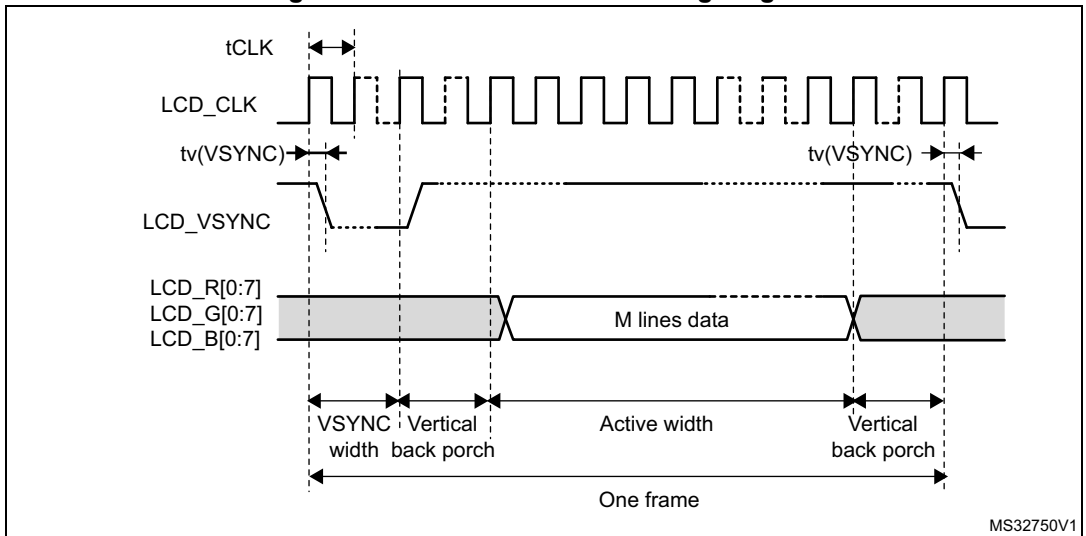 tCLK
LCD_CLK
tv(VSYNC)
tv(VSYNC)
LCD_VSYNC
LCD_R[0:7]
LCD_G[0:7]
LCD_B[0:7]
M lines data
VSYNC width
Vertical back porch
Active width
Vertical back porch
One frame
MS32750V1